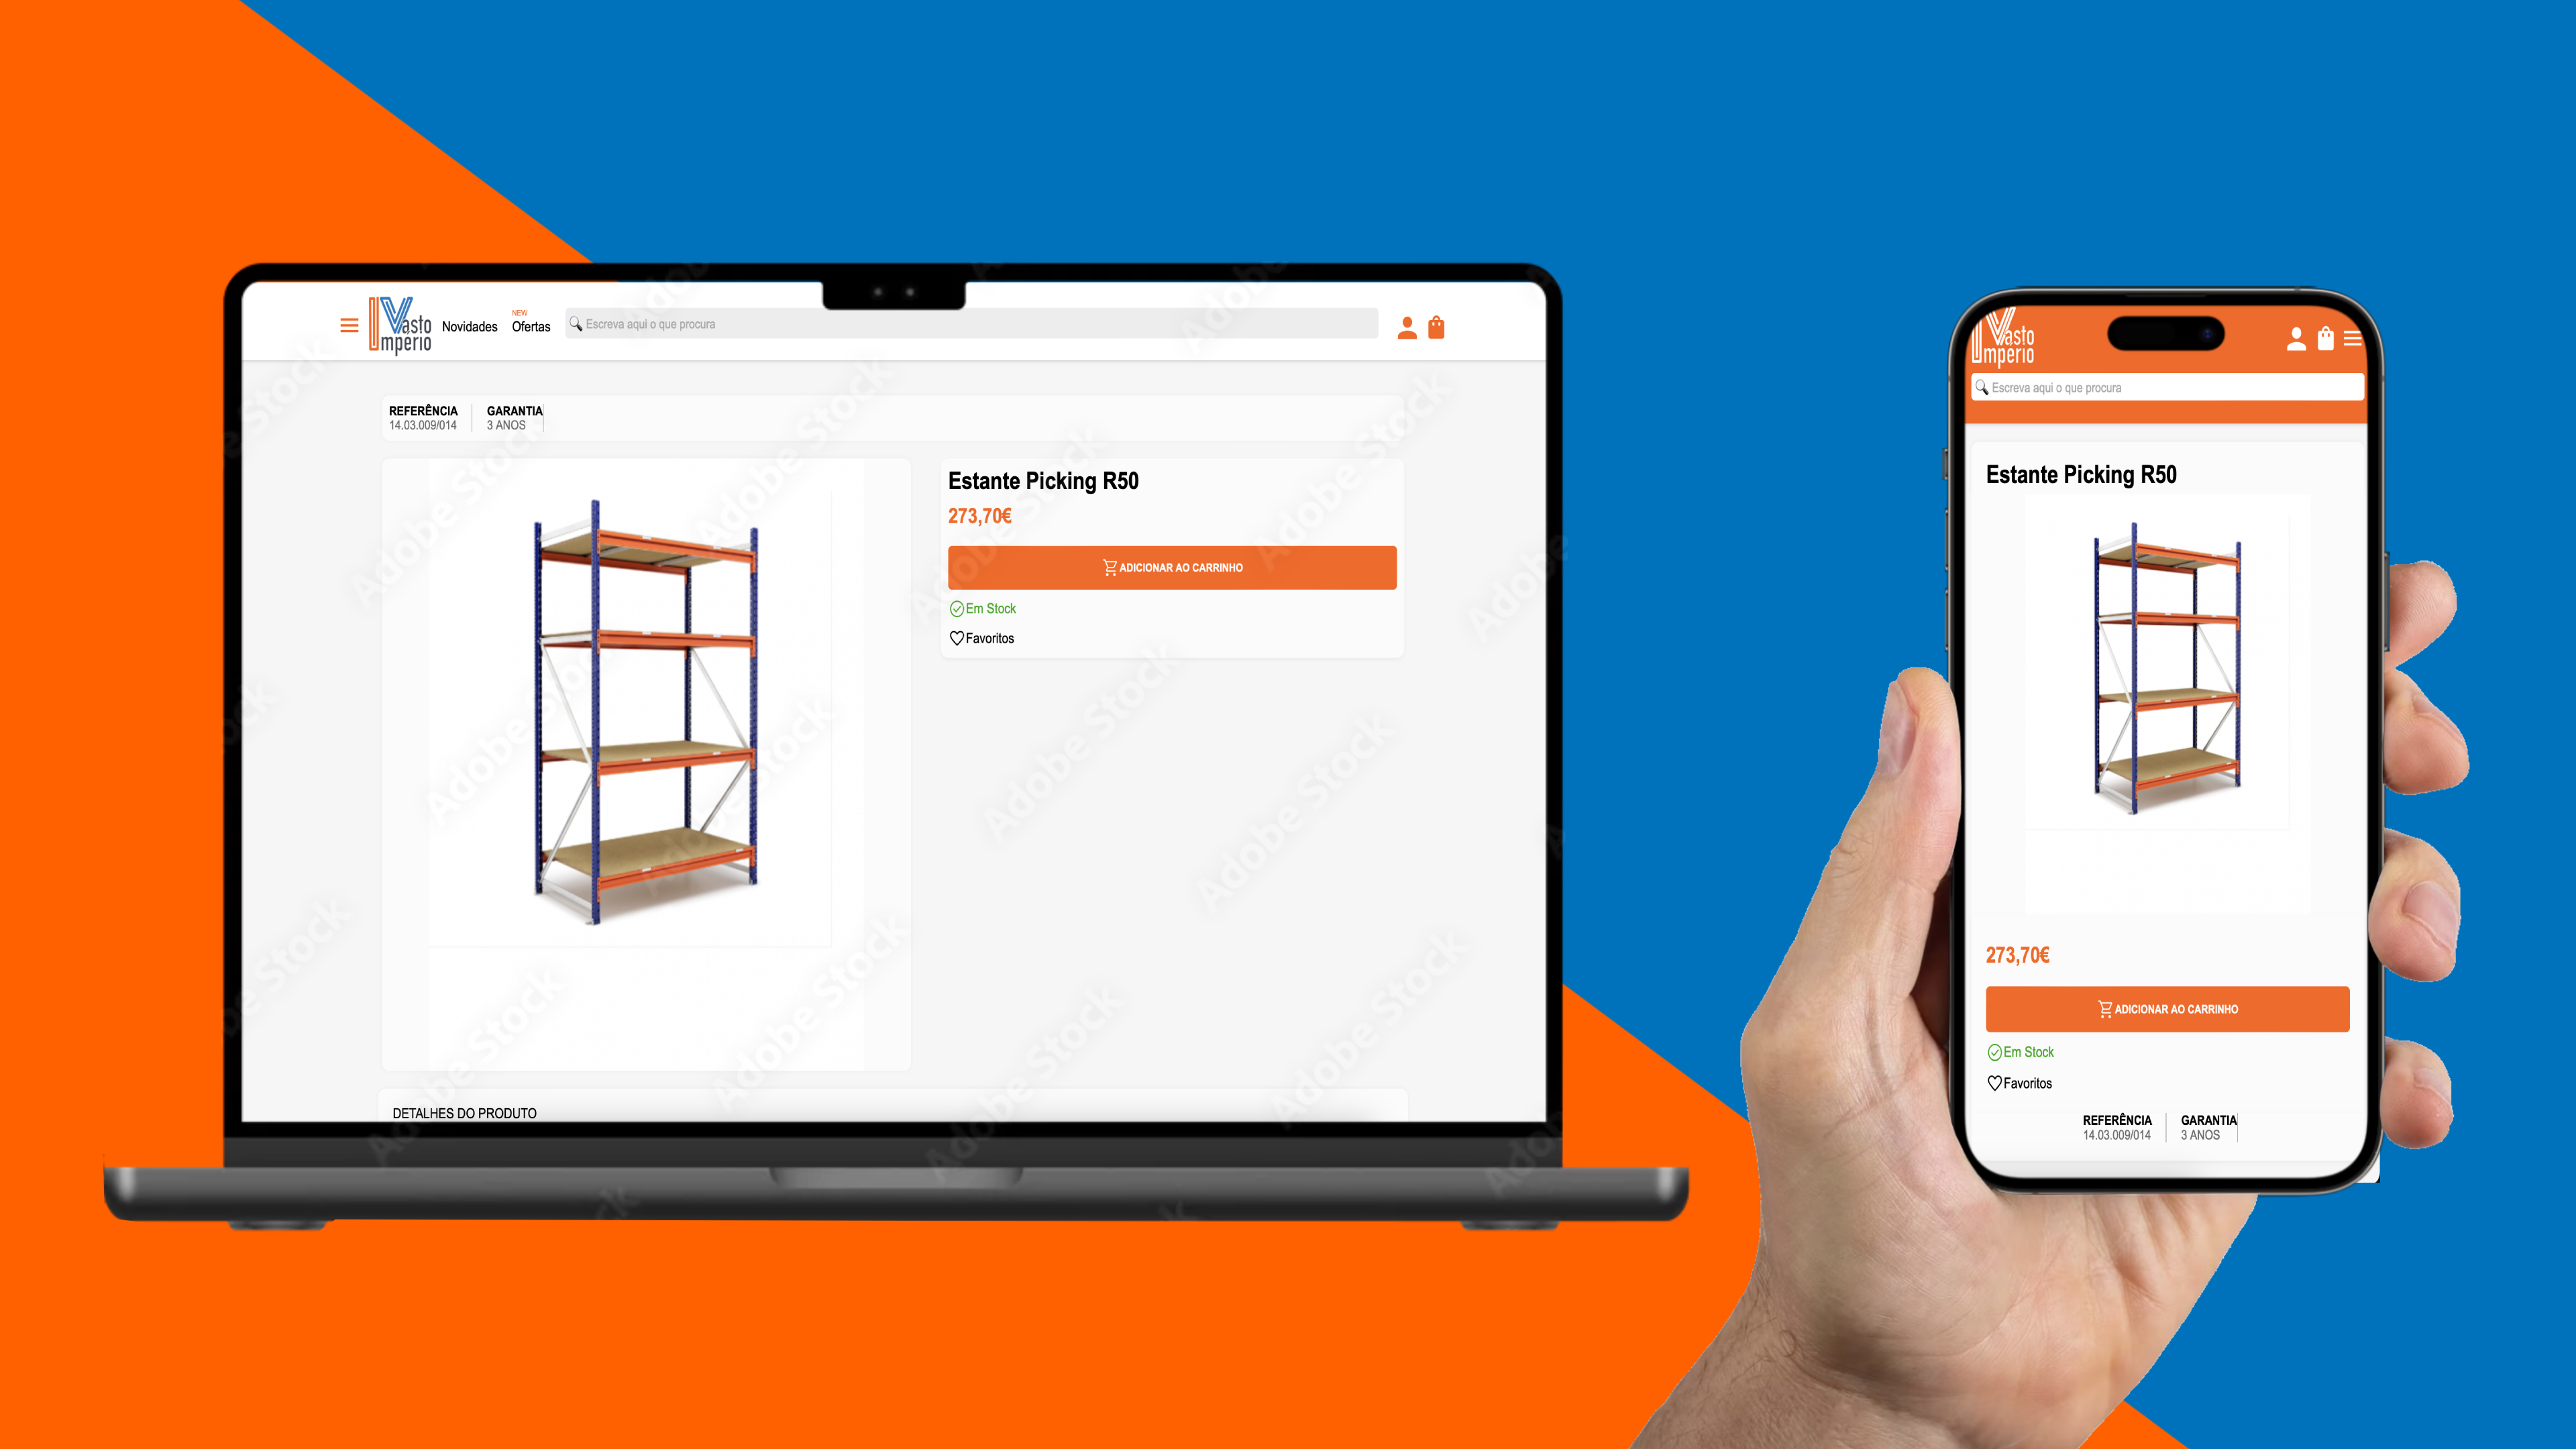 Vasto
Imperio
Novidades
NEW
Ofertas
Escreva aqui o que procura
REFERÊNCIA
14.03.009/014
GARANTIA
3 ANOS
Estante Picking R50
273,70€
ADICIONAR AO CARRINHO
Em Stock
Favoritos
DETALHES DO PRODUTO
Adobe Stock
Vasto
Imperio
Escreva aqui o que procura
Estante Picking R50
273,70€
ADICIONAR AO CARRINHO
Em Stock
Favoritos
REFERÊNCIA
14.03.009/014
GARANTIA
3 ANOS